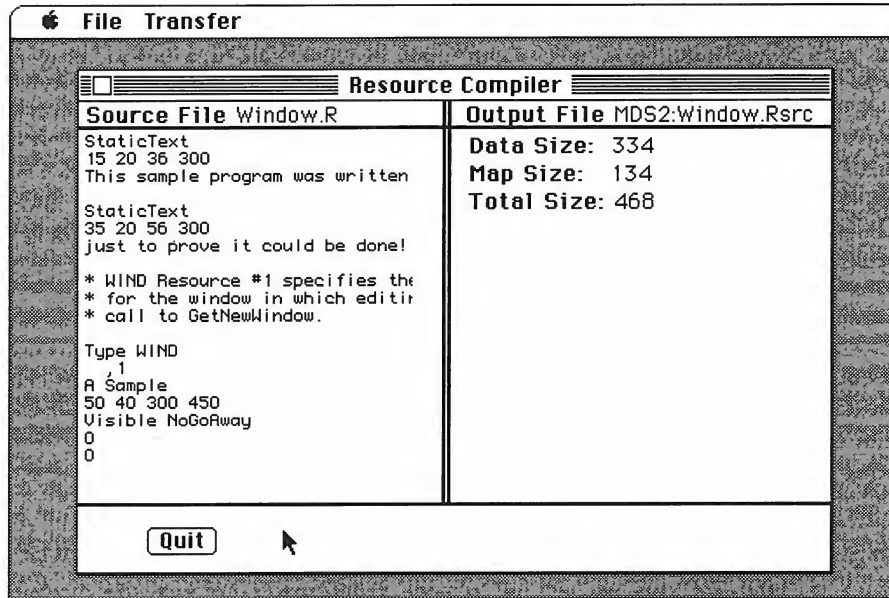 File Transfer
Resource Compiler
Source File Window.R
StaticText
15 20 36 300
This sample program was written
StaticText
35 20 56 300
just to prove it could be done!
* WIND Resource #1 specifies the
* for the window in which
* call to GetNewWindow.
Type WIND
,1
A Sample
50 40 300 450
Visible NoGoAway
0
0
Output File MDS2:Window.Rsrc
Data Size: 334
Map Size: 134
Total Size: 468
Quit